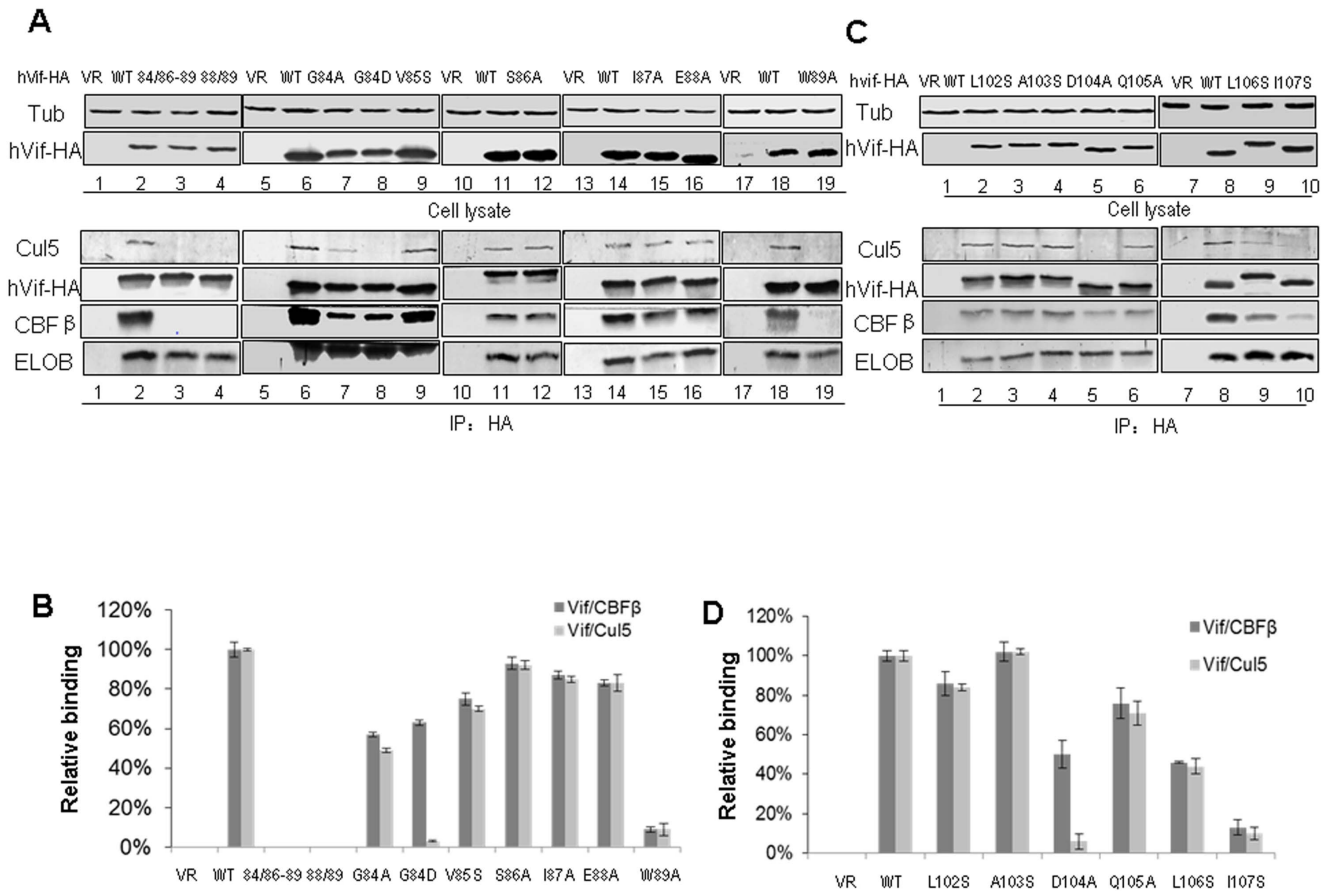 A
hVif-HA VR WT 84/86-89 88/89 VR WT G84A G84D V85S VR WT S86A VR WT I87A E88A VR WT W89A
Tub
hVif-HA
1 2 3 4 5 6 7 8 9 10 11 12 13 14 15 16 17 18 19
Cell lysate
Cul5
hVif-HA
CBFβ
ELOB
1 2 3 4 5 6 7 8 9 10 11 12 13 14 15 16 17 18 19
IP：HA
C
hvif-HA VR WT L102S A103S D104A Q105A VR WT L106S I107S
Tub
hVif-HA
1 2 3 4 5 6 7 8 9 10
Cell lysate
Cul5
hVif-HA
CBFβ
ELOB
1 2 3 4 5 6 7 8 9 10
IP：HA
B
Relative binding
120%
100%
80%
60%
40%
20%
0%
Vif/CBFβ
Vif/Cul5
VR WT 84/86-89 88/89 G84A G84D V85S S86A I87A E88A W89A
D
Relative binding
120%
100%
80%
60%
40%
20%
0%
Vif/CBFβ
Vif/Cul5
VR WT L102S A103S D104A Q105A L106S I107S